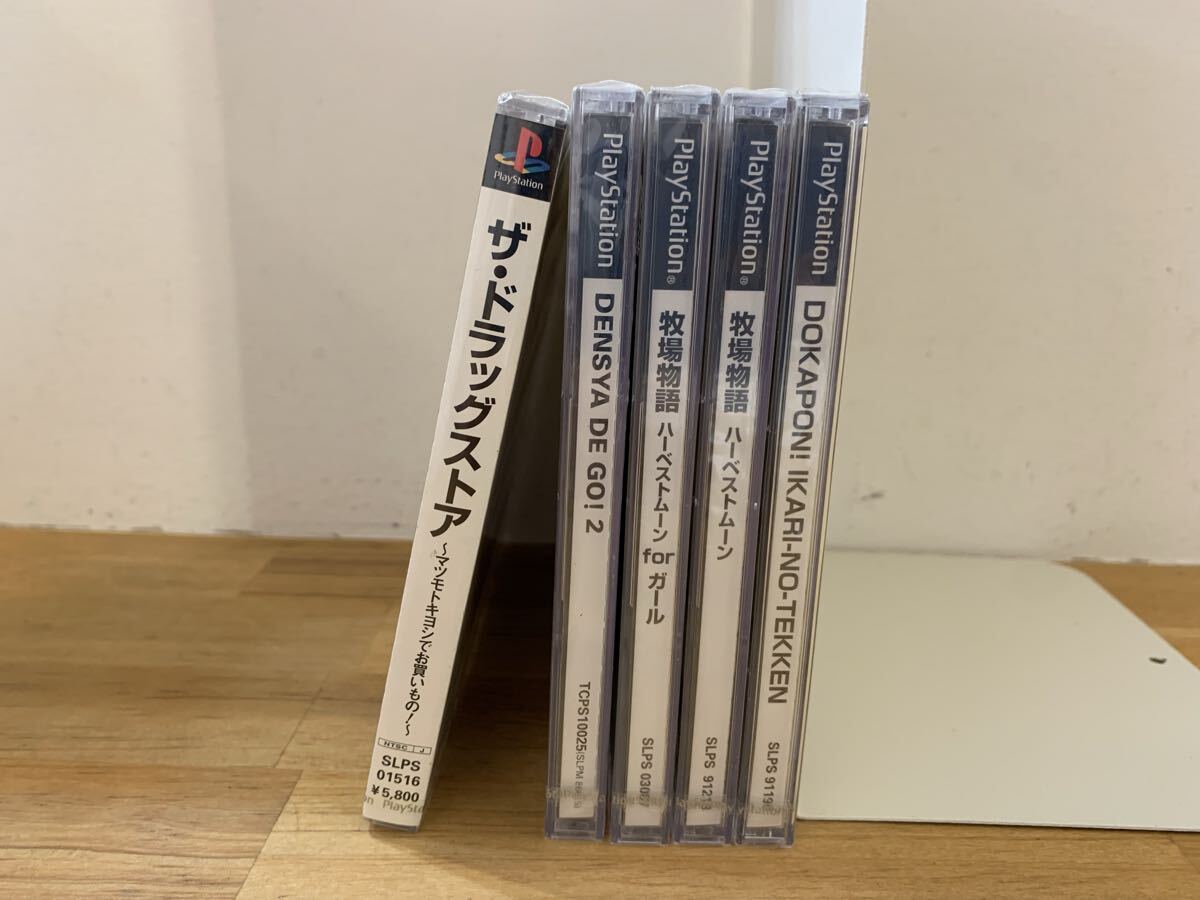 PlayStation
ザ・ドラッグストア
～マツモトキヨシでお買いもの!～
NTSC J
SLPS
01516
¥5,800
PlayStation
DENSYA DE GO! 2
TCPS10025
PlayStation®
牧場物語 ハーベストムーン for ガール
PlayStation®
牧場物語 ハーベストムーン
SLPS 91213
PlayStation
DOKAPON! IKARI-NO-TEKKEN